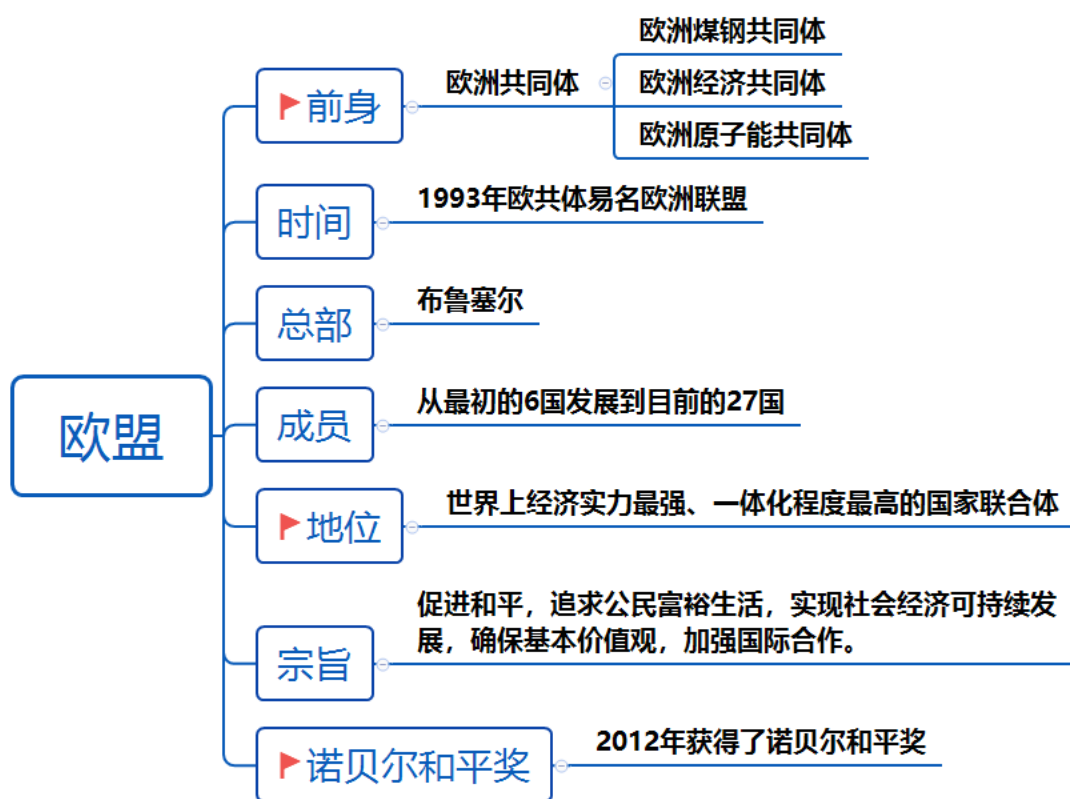 欧盟
前身
欧洲共同体
欧洲煤钢共同体
欧洲经济共同体
欧洲原子能共同体
时间
1993年欧共体易名欧洲联盟
总部
布鲁塞尔
成员
从最初的6国发展到目前的27国
地位
世界上经济实力最强、一体化程度最高的国家联合体
宗旨
促进和平，追求公民富裕生活，实现社会经济可持续发
展，确保基本价值观，加强国际合作。
诺贝尔和平奖
2012年获得了诺贝尔和平奖